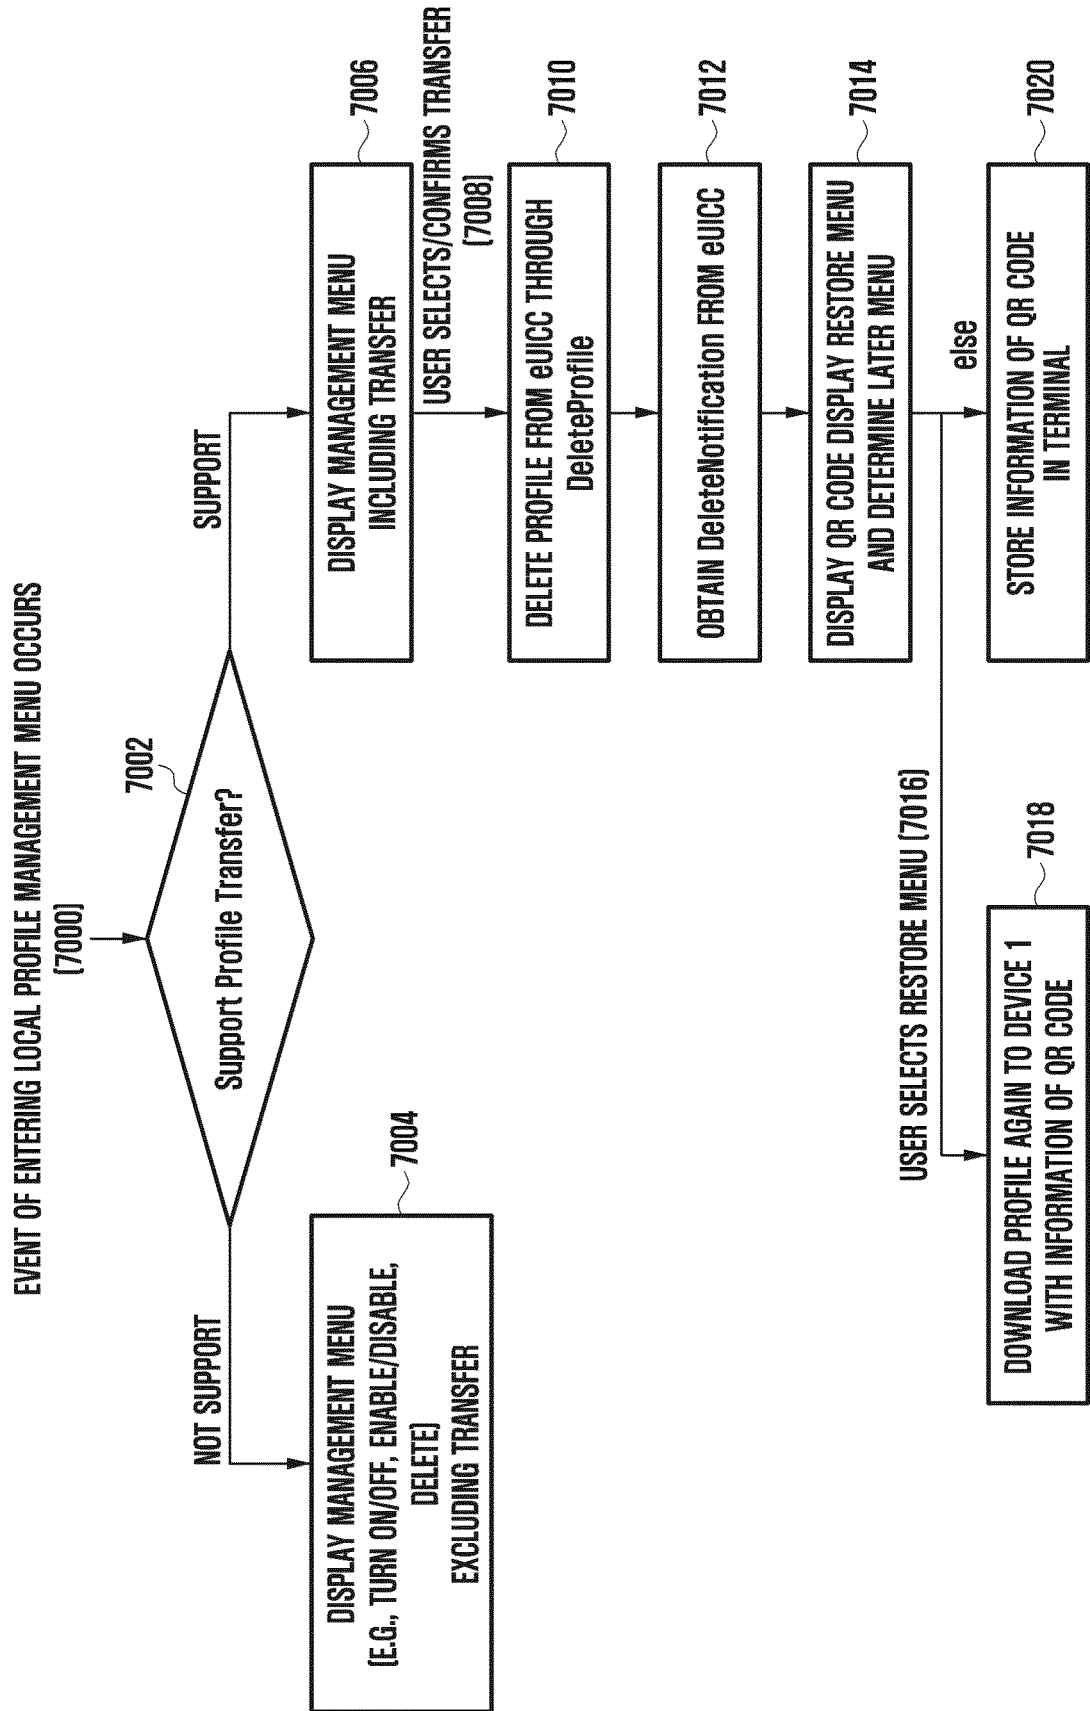 EVENT OF ENTERING LOCAL PROFILE MANAGEMENT MENU OCCURS
(7000)
7002
Support Profile Transfer?
NOT SUPPORT
SUPPORT
7004
DISPLAY MANAGEMENT MENU
(E.G., TURN ON/OFF, ENABLE/DISABLE,
DELETE)
EXCLUDING TRANSFER
7006
DISPLAY MANAGEMENT MENU
INCLUDING TRANSFER
USER SELECTS/CONFIRMS TRANSFER
(7008)
7010
DELETE PROFILE FROM eUICC THROUGH
DeleteProfile
7012
OBTAIN DeleteNotification FROM eUICC
7014
DISPLAY QR CODE DISPLAY RESTORE MENU
AND DETERMINE LATER MENU
USER SELECTS RESTORE MENU (7016)
else
7018
DOWNLOAD PROFILE AGAIN TO DEVICE 1
WITH INFORMATION OF QR CODE
7020
STORE INFORMATION OF QR CODE
IN TERMINAL